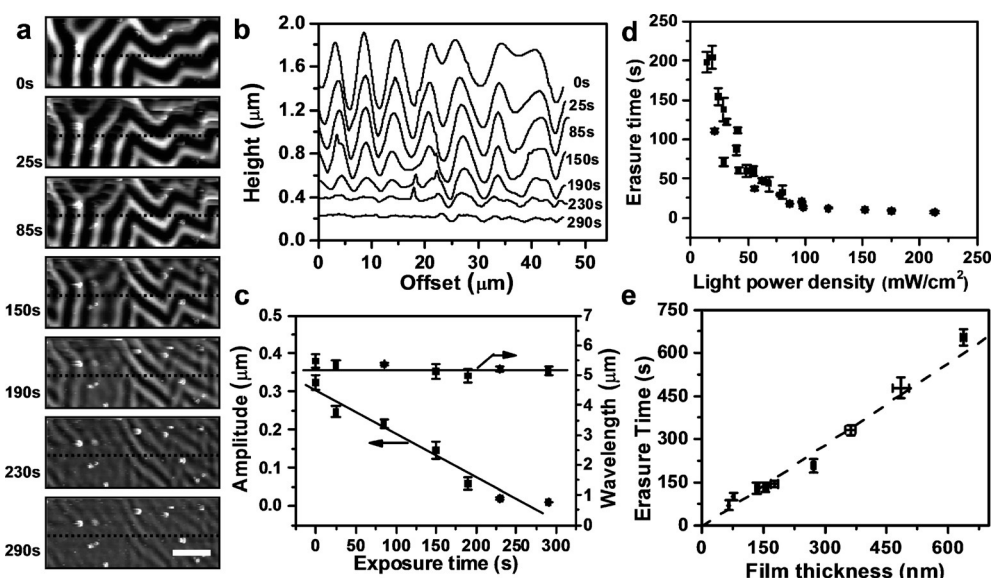 a
0s
25s
85s
150s
190s
230s
290s
b
Height (μm)
2.0
1.6
1.2
0.8
0.4
0.0
0s
25s
85s
150s
190s
230s
290s
0 10 20 30 40 50
Offset (μm)
c
Amplitude (μm)
0.5
0.4
0.3
0.2
0.1
0.0
7
6
5
4
3
2
1
0
Wavelength (μm)
0 50 100 150 200 250 300
Exposure time (s)
d
Erasure time (s)
250
200
150
100
50
0
0 50 100 150 200 250
Light power density (mW/cm²)
e
Erasure Time (s)
750
600
450
300
150
0
0 150 300 450 600
Film thickness (nm)